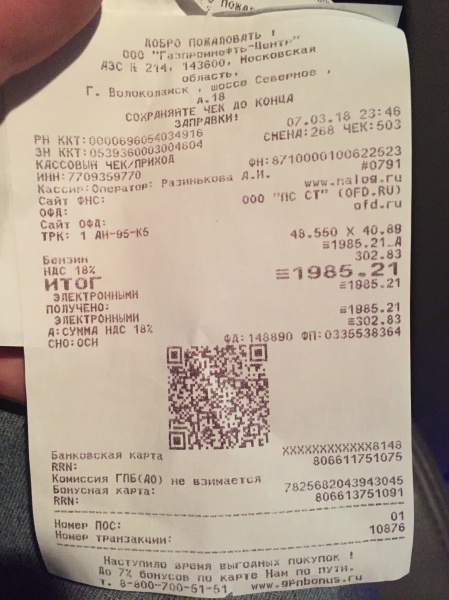 ДОБРО ПОЖАЛОВАТЬ !
ООО "Газпромнефть-Центр"
АЗС № 214, 143600, Московская
область,
Г. Волоколамск , шоссе Северное ,
д.18
СОХРАНЯЙТЕ ЧЕК ДО КОНЦА
ЗАПРАВКИ!
07.03.18 23:46
РН ККТ:0000696054034916 СМЕНА:268 ЧЕК:503
ЗН ККТ:0539360003004604
КАССОВЫЙ ЧЕК/ПРИХОД ФН:8710000100622523
ИНН:7709359770 #0791
Кассир:Оператор: Разинькова А.И.
Сайт ФНС: www.nalog.ru
ОФД: ООО "ПС СТ" (OFD.RU)
Сайт ОФД: ofd.ru
ТРК: 1 АИ-95-К5
48.550 X 40.89
Бензин ≡1985.21_А
НДС 18% 302.83
ИТОГ ≡1985.21
ЭЛЕКТРОННЫМИ ≡1985.21
ПОЛУЧЕНО:
ЭЛЕКТРОННЫМИ ≡1985.21
А:СУММА НДС 18% ≡302.83
СНО:ОСН ФД:148890 ФП:0335538364
Банковская карта XXXXXXXXXXXX8148
RRN: 806611751075
Комиссия ГПБ(АО) не взимается
Бонусная карта: 7825682043943045
RRN: 806613751091
Номер ПОС: 01
Номер транзакции: 10876
Наступило время выгодных покупок !
До 7% бонусов по карте Нам по пути.
Т. 8-800-700-51-51 www.gpnbonus.ru